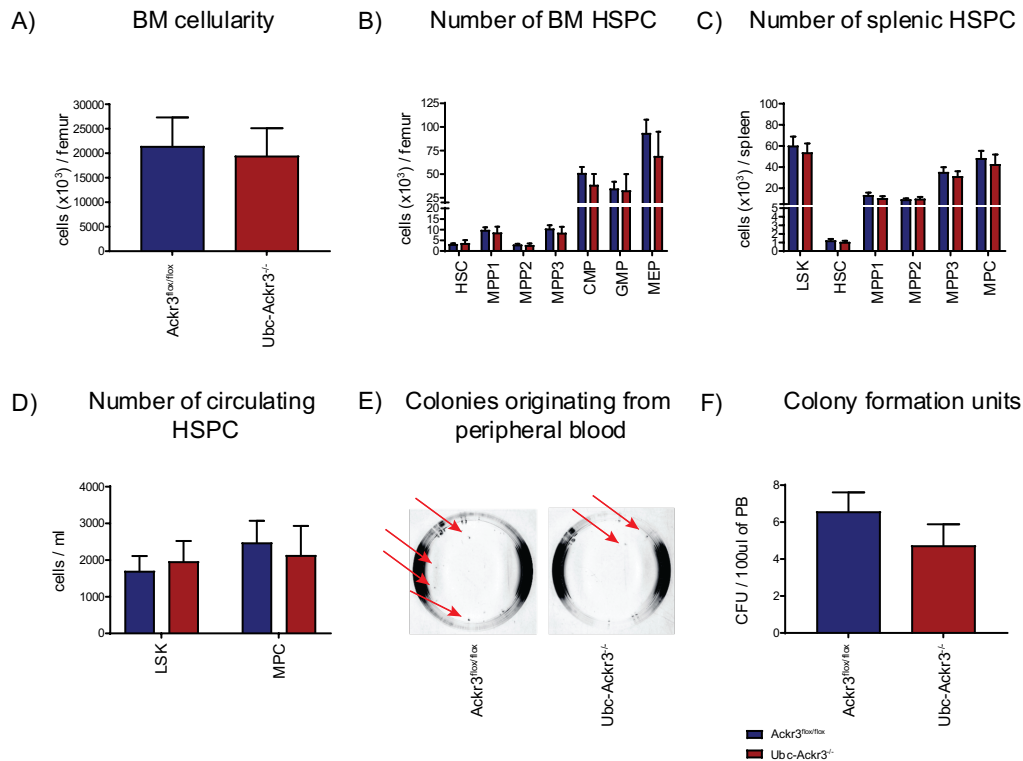 A) BM cellularity
cells (x10³) / femur
30000
25000
20000
15000
10000
5000
0
Ackr3flox/flox
Ubc-Ackr3-/-
B) Number of BM HSPC
cells (x10³) / femur
125
100
75
50
15
10
5
0
HSC
MPP1
MPP2
MPP3
CMP
GMP
MEP
C) Number of splenic HSPC
cells (x10³) / spleen
100
80
60
40
20
5
4
3
2
1
0
LSK
HSC
MPP1
MPP2
MPP3
MPC
D) Number of circulating
HSPC
cells / ml
4000
3000
2000
1000
0
LSK
MPC
E) Colonies originating from
peripheral blood
Ackr3flox/flox
Ubc-Ackr3-/-
F) Colony formation units
CFU / 100ul of PB
8
6
4
2
0
Ackr3flox/flox
Ubc-Ackr3-/-
Ackr3flox/flox
Ubc-Ackr3-/-